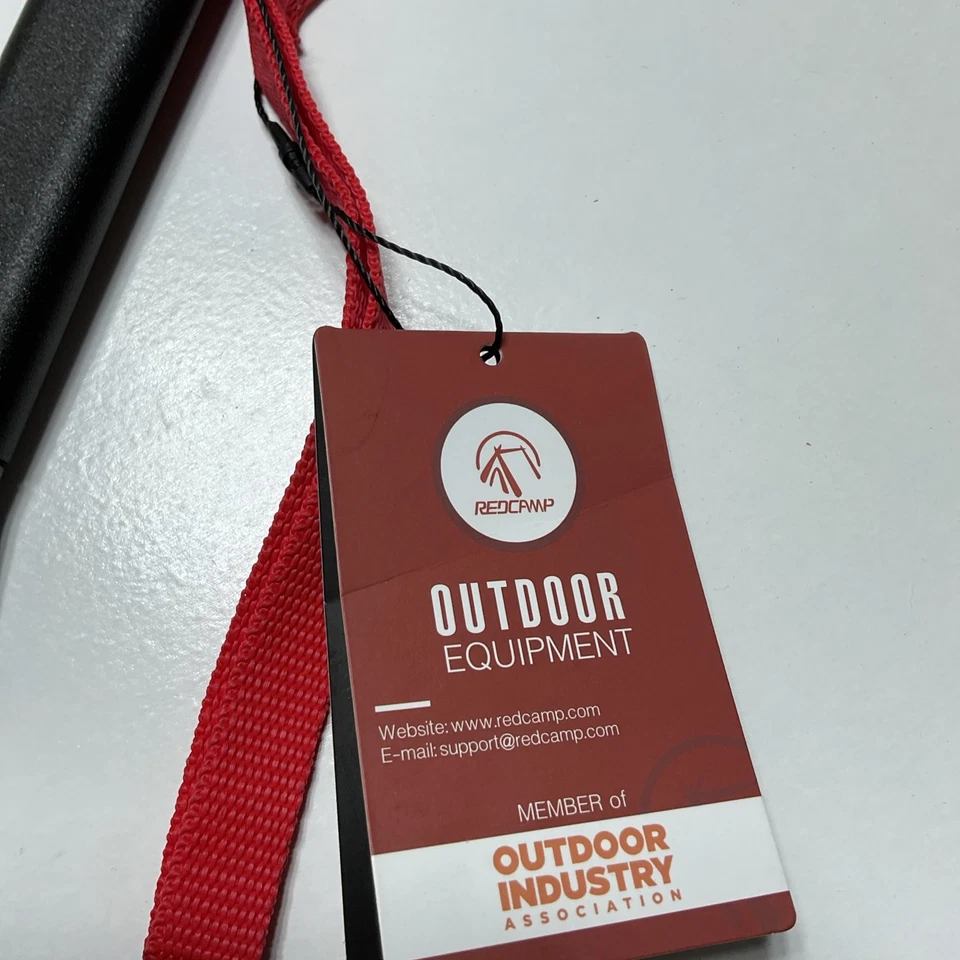 REDCAMP
OUTDOOR
EQUIPMENT
Website: www.redcamp.com
E-mail: support@redcamp.com
MEMBER of
OUTDOOR
INDUSTRY
ASSOCIATION